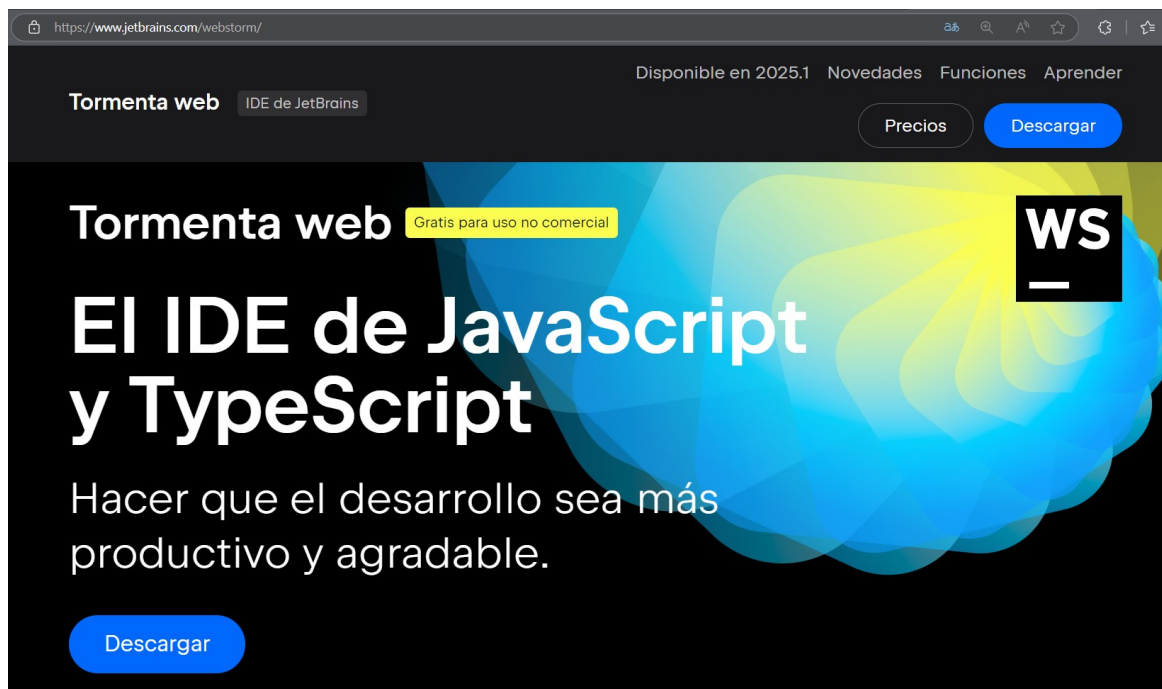 https://www.jetbrains.com/webstorm/
Disponible en 2025.1 Novedades Funciones Aprender
Tormenta web IDE de JetBrains
Precios Descargar
Tormenta web Gratis para uso no comercial
WS
El IDE de JavaScript
y TypeScript
Hacer que el desarrollo sea más
productivo y agradable.
Descargar